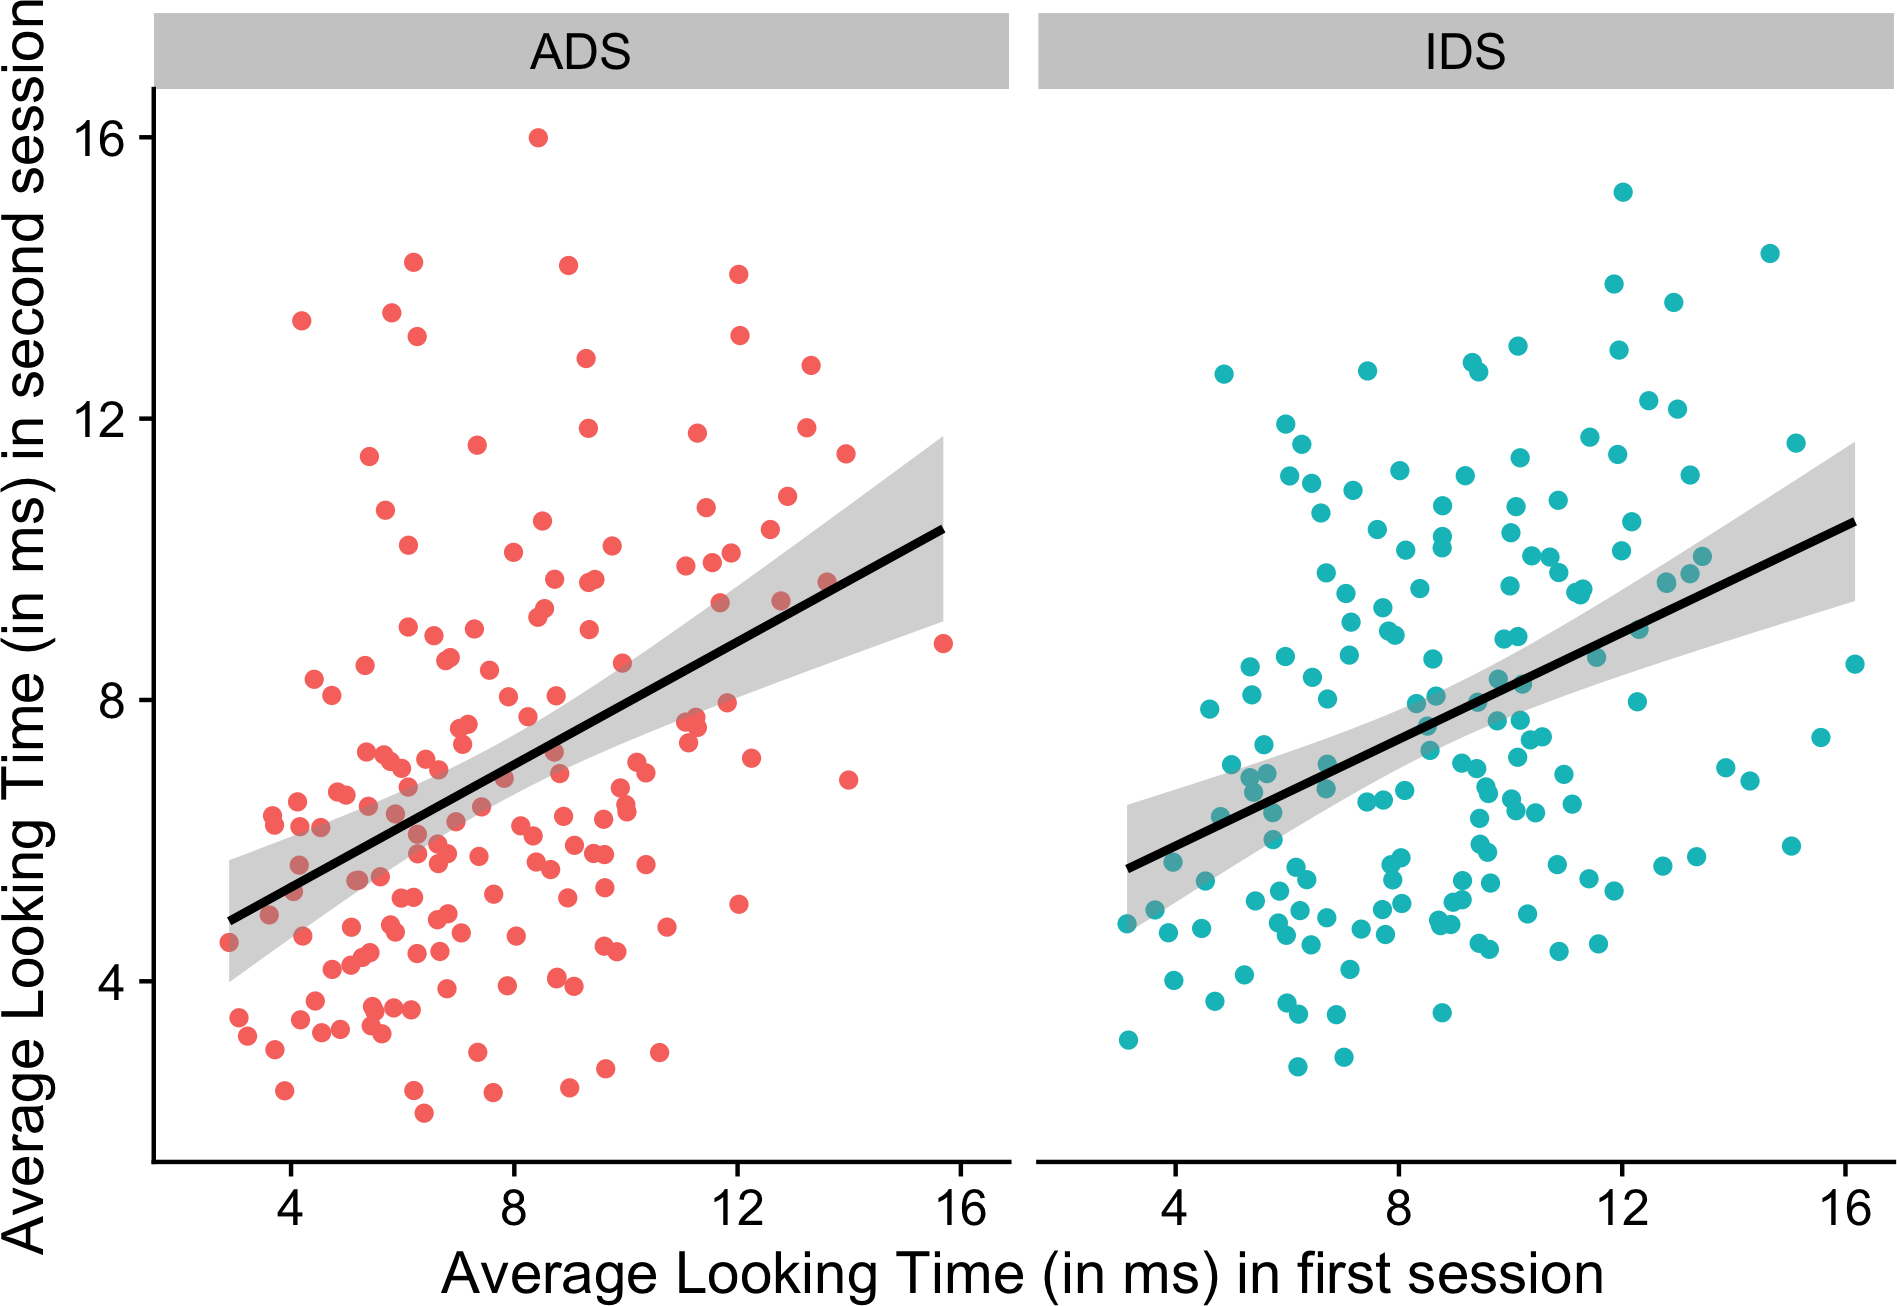 ADS
IDS
Average Looking Time (in ms) in second session
16
12
8
4
4 8 12 16
4 8 12 16
Average Looking Time (in ms) in first session